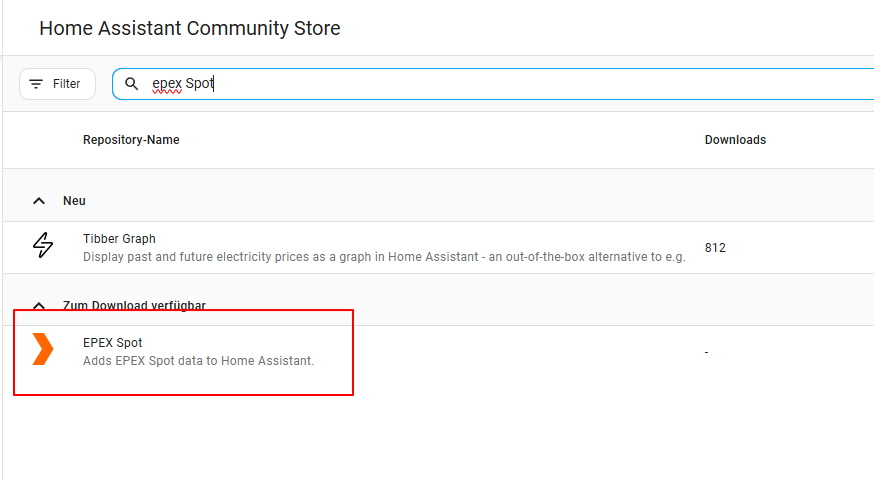 Home Assistant Community Store
Filter
epex Spot
Repository-Name
Downloads
Neu
Tibber Graph
Display past and future electricity prices as a graph in Home Assistant - an out-of-the-box alternative to e.g.
812
Zum Download verfügbar
EPEX Spot
Adds EPEX Spot data to Home Assistant.
-